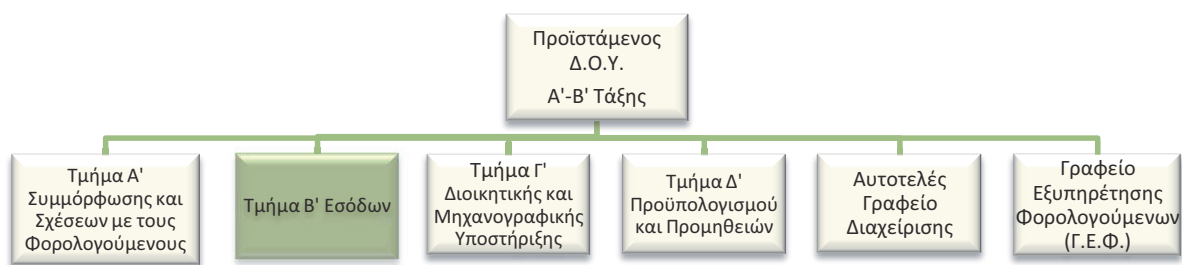 Προϊστάμενος
Δ.Ο.Υ.
Α'-Β' Τάξης
Τμήμα Α'
Συμμόρφωσης και
Σχέσεων με τους
Φορολογούμενους
Τμήμα Β' Εσόδων
Τμήμα Γ'
Διοικητικής και
Μηχανογραφικής
Υποστήριξης
Τμήμα Δ'
Προϋπολογισμού
και Προμηθειών
Αυτοτελές
Γραφείο
Διαχείρισης
Γραφείο
Εξυπηρέτησης
Φορολογούμενων
(Γ.Ε.Φ.)